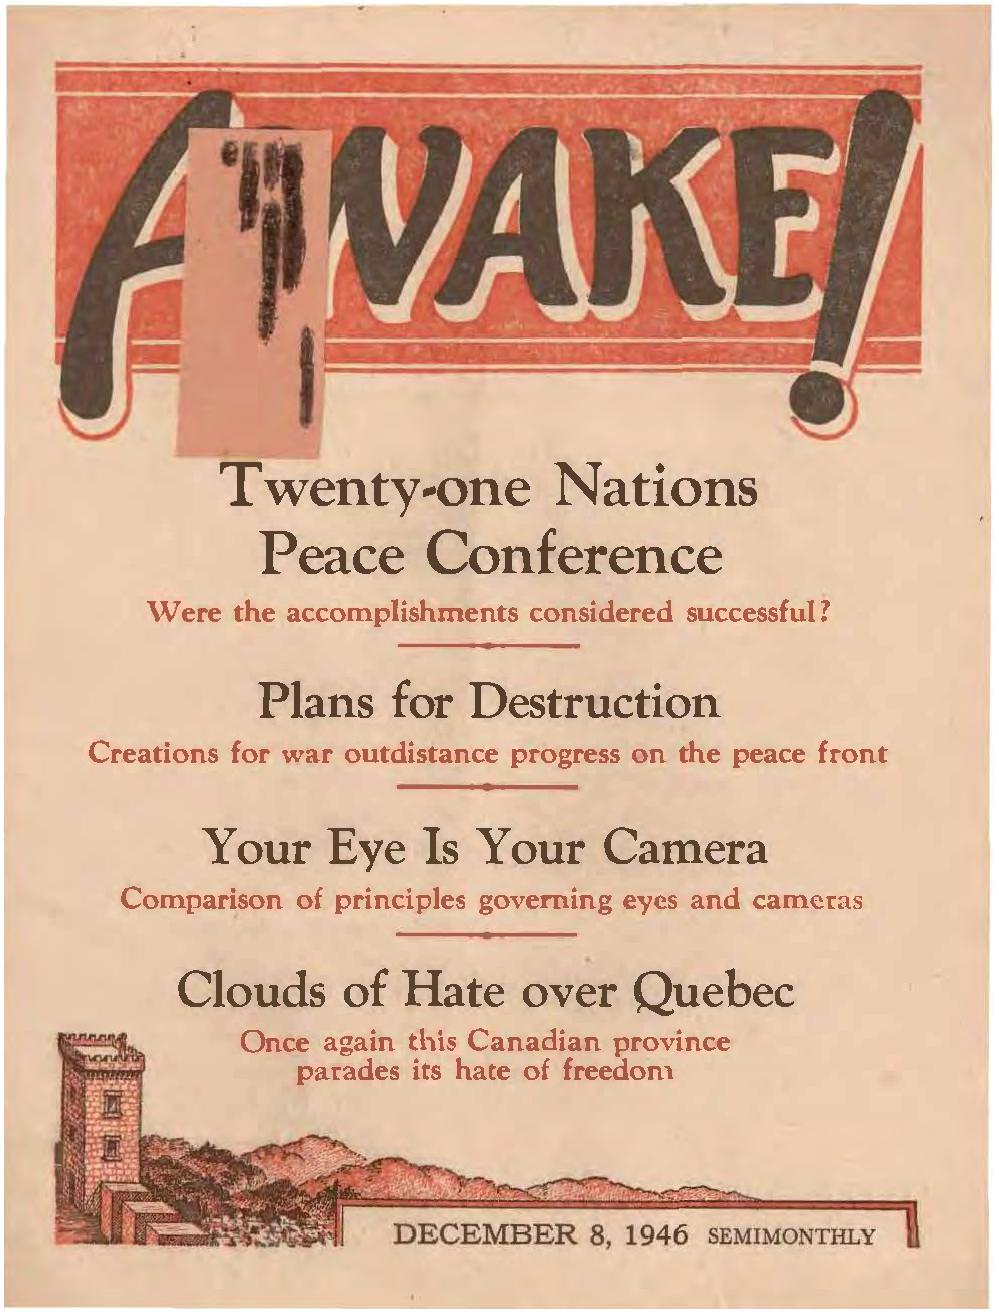 AWAKE!
Twenty-one Nations
Peace Conference
Were the accomplishments considered successful?
Plans for Destruction
Creations for war outdistance progress on the peace front
Your Eye Is Your Camera
Comparison of principles governing eyes and cameras
Clouds of Hate over Quebec
Once again this Canadian province
parades its hate of freedom
DECEMBER 8, 1946 SEMIMONTHLY